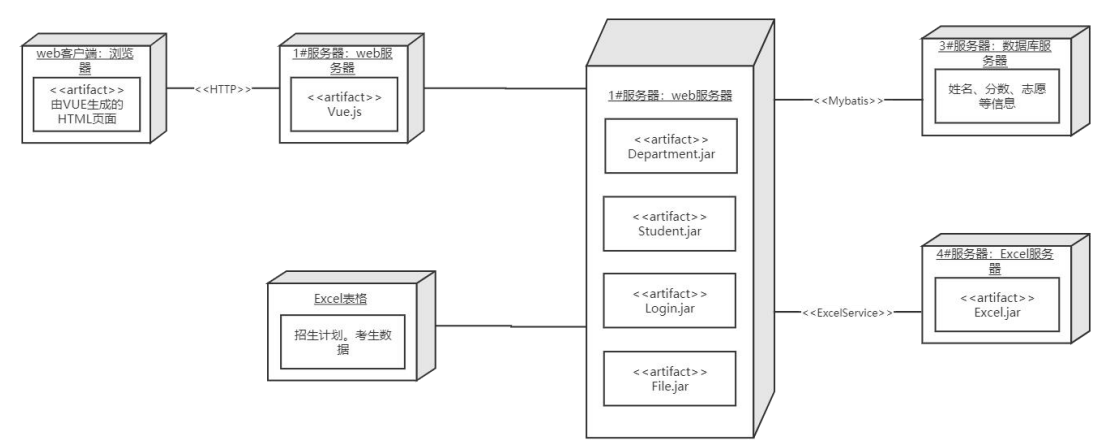 web客户端：浏览
器
<<artifact>>
由VUE生成的
HTML页面
<<HTTP>>
1#服务器：web服
务器
<<artifact>>
Vue.js
1#服务器：web服务器
<<artifact>>
Department.jar
<<artifact>>
Student.jar
<<artifact>>
Login.jar
<<artifact>>
File.jar
<<Mybatis>>
3#服务器：数据库服
务器
姓名、分数、志愿
等信息
Excel表格
招生计划。考生数
据
<<ExcelService>>
4#服务器：Excel服务
器
<<artifact>>
Excel.jar